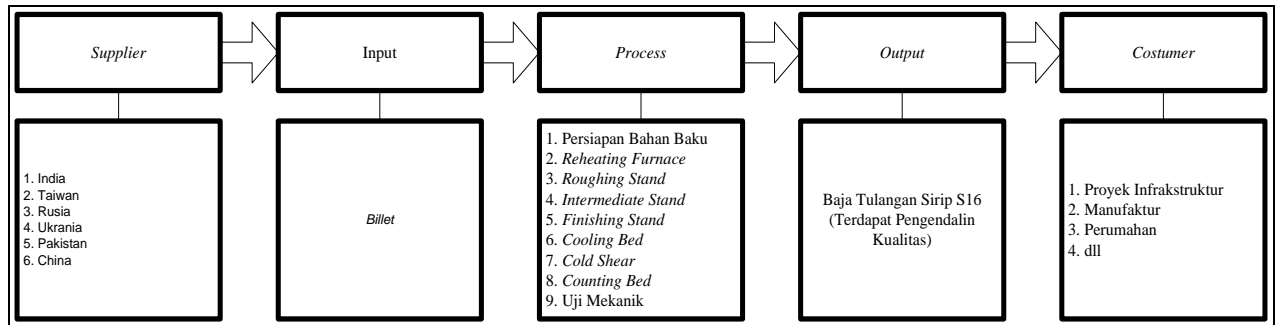 Supplier
Input
Process
Output
Costumer
1. India
2. Taiwan
3. Rusia
4. Ukrania
5. Pakistan
6. China
Billet
1. Persiapan Bahan Baku
2. Reheating Furnace
3. Roughing Stand
4. Intermediate Stand
5. Finishing Stand
6. Cooling Bed
7. Cold Shear
8. Counting Bed
9. Uji Mekanik
Baja Tulangan Sirip S16
(Terdapat Pengendalin
Kualitas)
1. Proyek Infrakstruktur
2. Manufaktur
3. Perumahan
4. dll